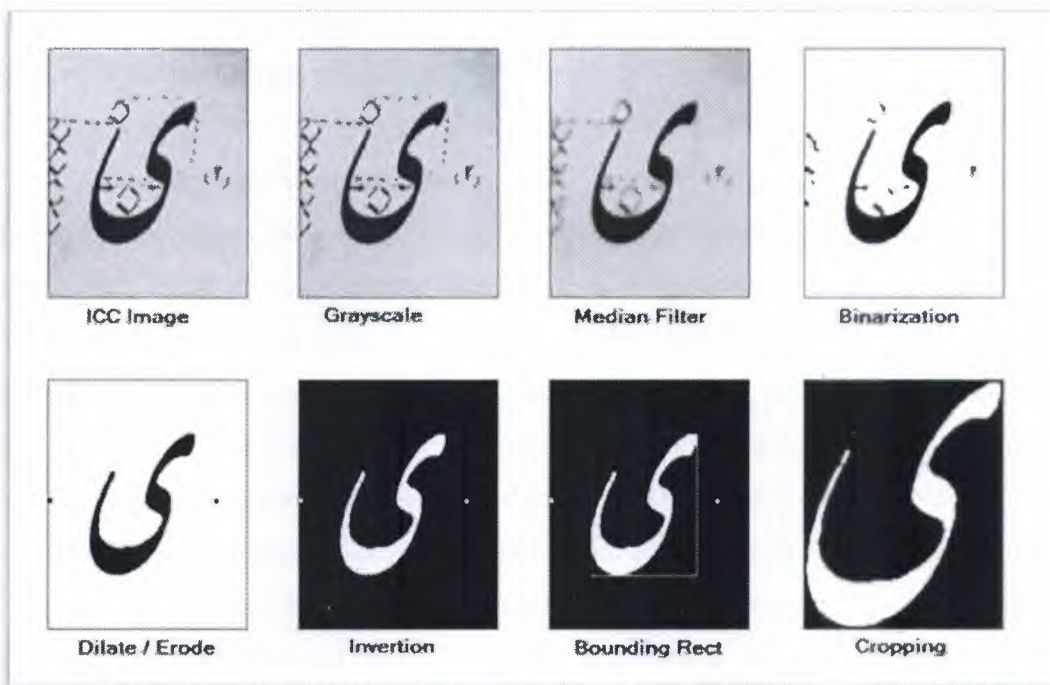 ى
ى
ى
ى
ICC Image
Grayscale
Median Filter
Binarization
ى
ى
ى
ى
Dilate / Erode
Invertion
Bounding Rect
Cropping